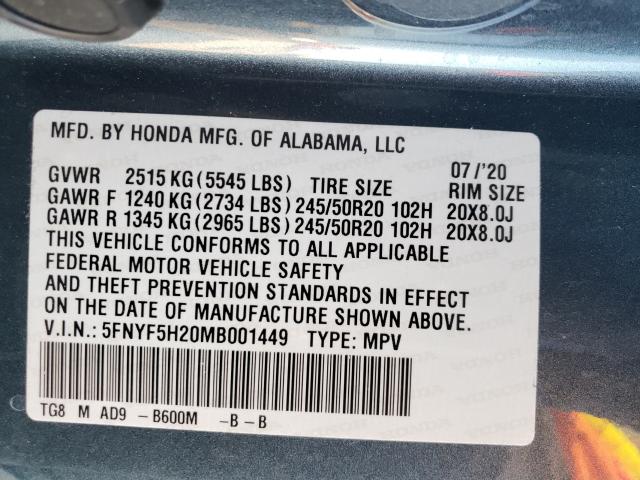 MFD. BY HONDA MFG. OF ALABAMA, LLC
07/'20
GVWR 2515 KG (5545 LBS) TIRE SIZE RIM SIZE
GAWR F 1240 KG (2734 LBS) 245/50R20 102H 20X8.0J
GAWR R 1345 KG (2965 LBS) 245/50R20 102H 20X8.0J
THIS VEHICLE CONFORMS TO ALL APPLICABLE
FEDERAL MOTOR VEHICLE SAFETY
AND THEFT PREVENTION STANDARDS IN EFFECT
ON THE DATE OF MANUFACTURE SHOWN ABOVE.
V.I.N.: 5FNYF5H20MB001449 TYPE: MPV
TG8 M AD9 -B600M -B-B